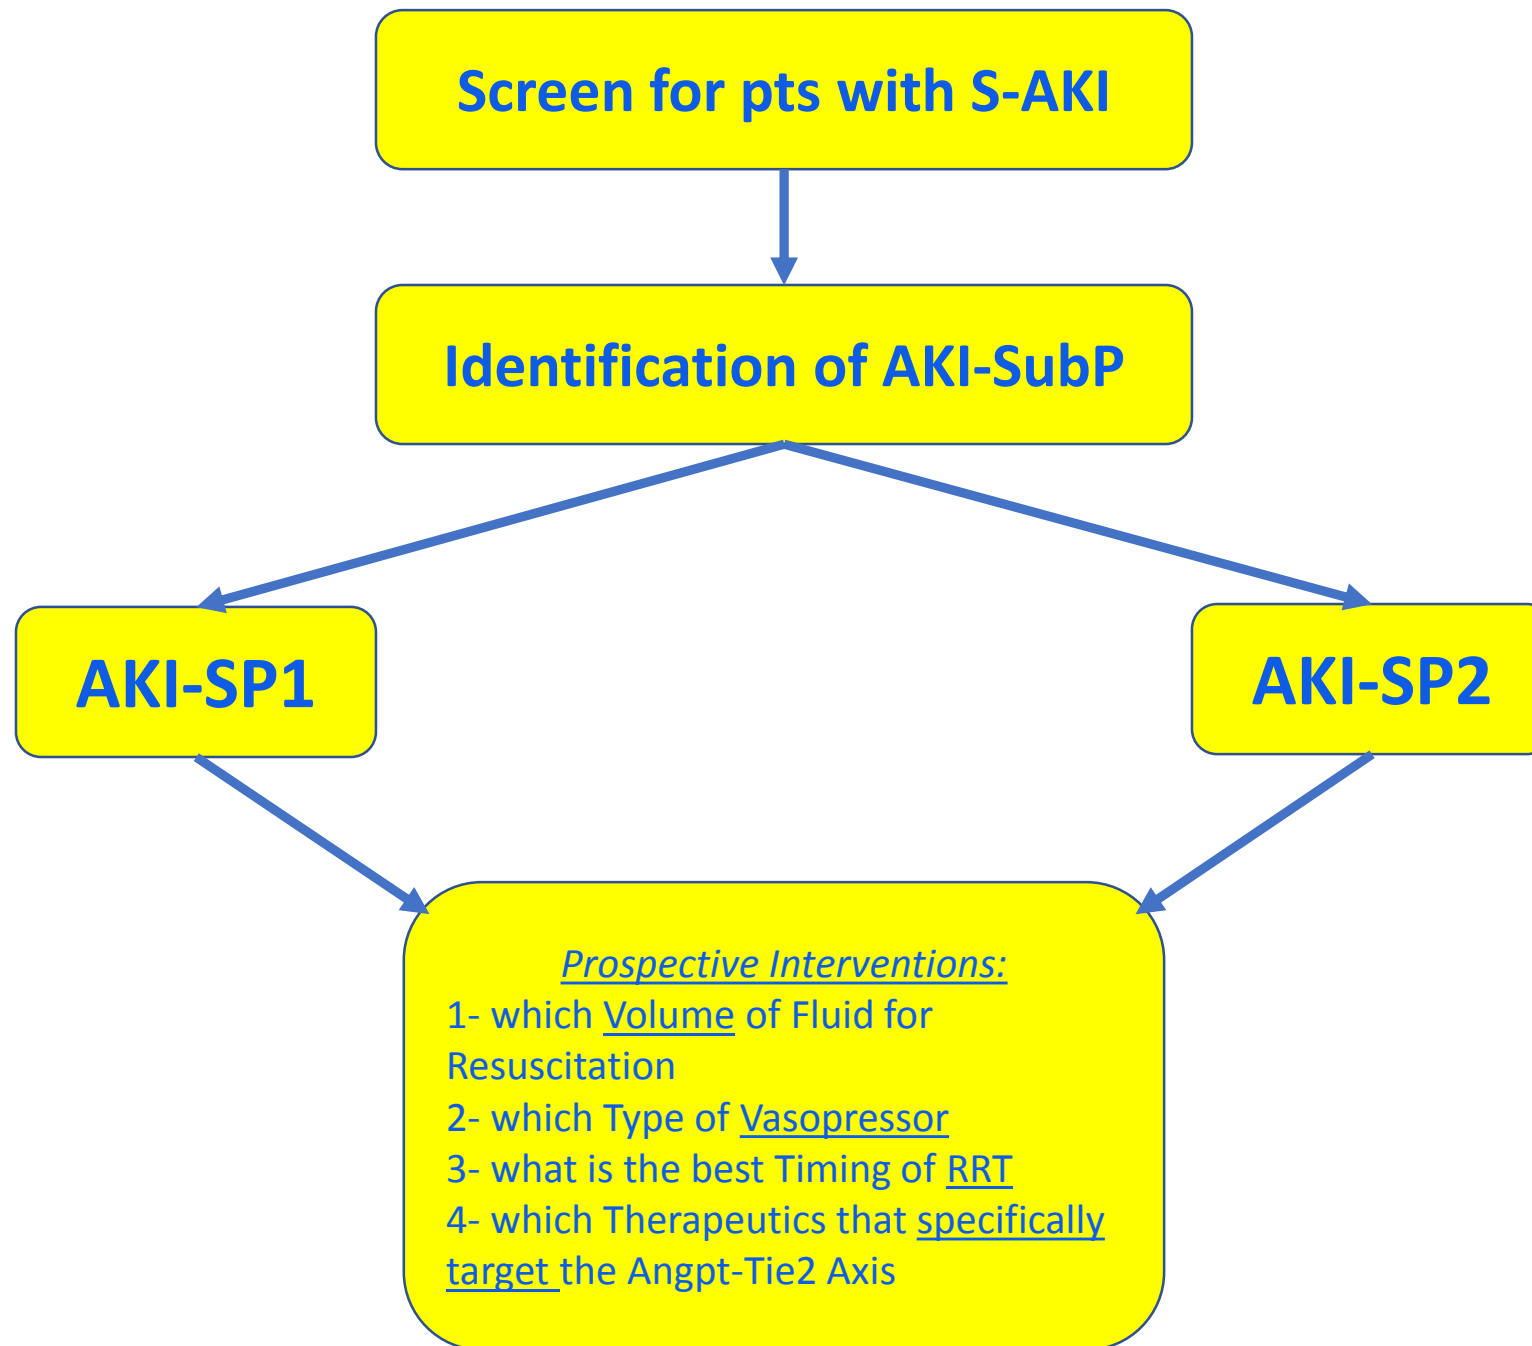 Screen for pts with S-AKI
Identification of AKI-SubP
AKI-SP1
AKI-SP2
Prospective Interventions:
1- which Volume of Fluid for
Resuscitation
2- which Type of Vasopressor
3- what is the best Timing of RRT
4- which Therapeutics that specifically
target the Angpt-Tie2 Axis